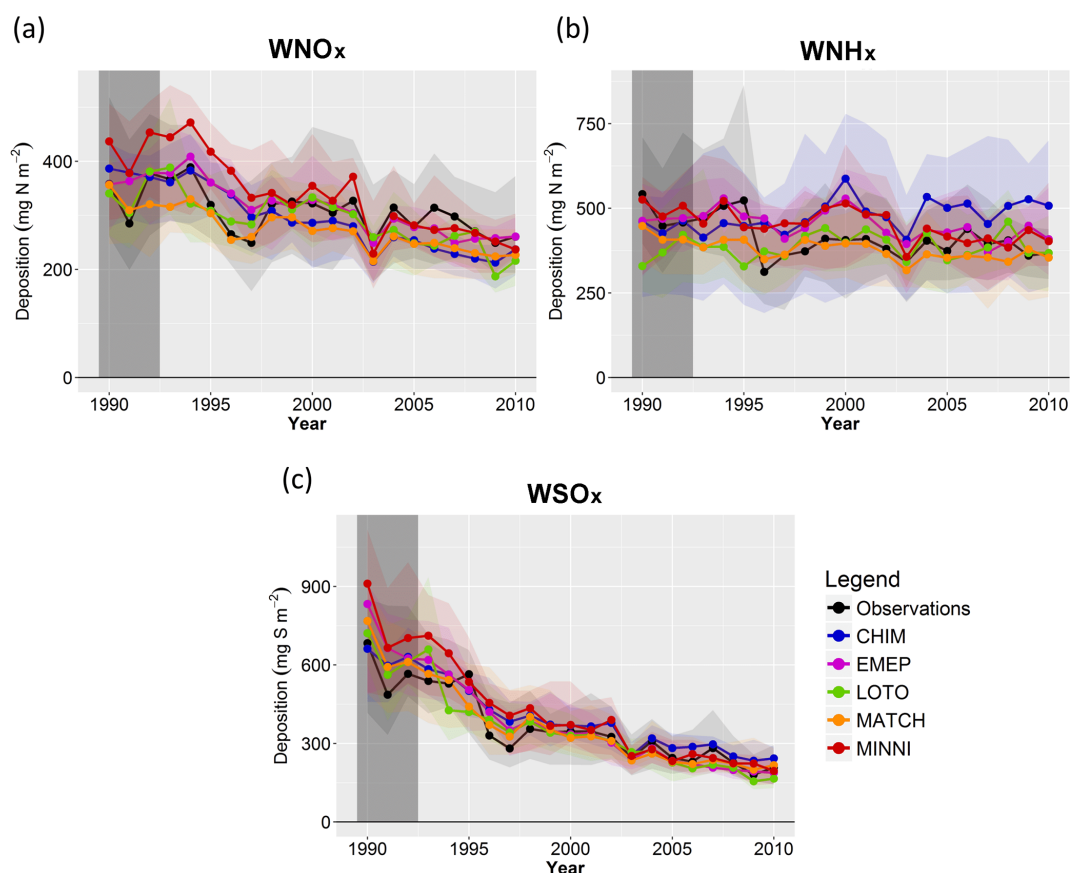 (a)
WNOx
Deposition (mg N m−2)
400
200
0
1990
1995
2000
2005
2010
Year
(b)
WNHx
Deposition (mg N m−2)
750
500
250
0
1990
1995
2000
2005
2010
Year
(c)
WSOx
Deposition (mg S m−2)
900
600
300
0
1990
1995
2000
2005
2010
Year
Legend
Observations
CHIM
EMEP
LOTO
MATCH
MINNI